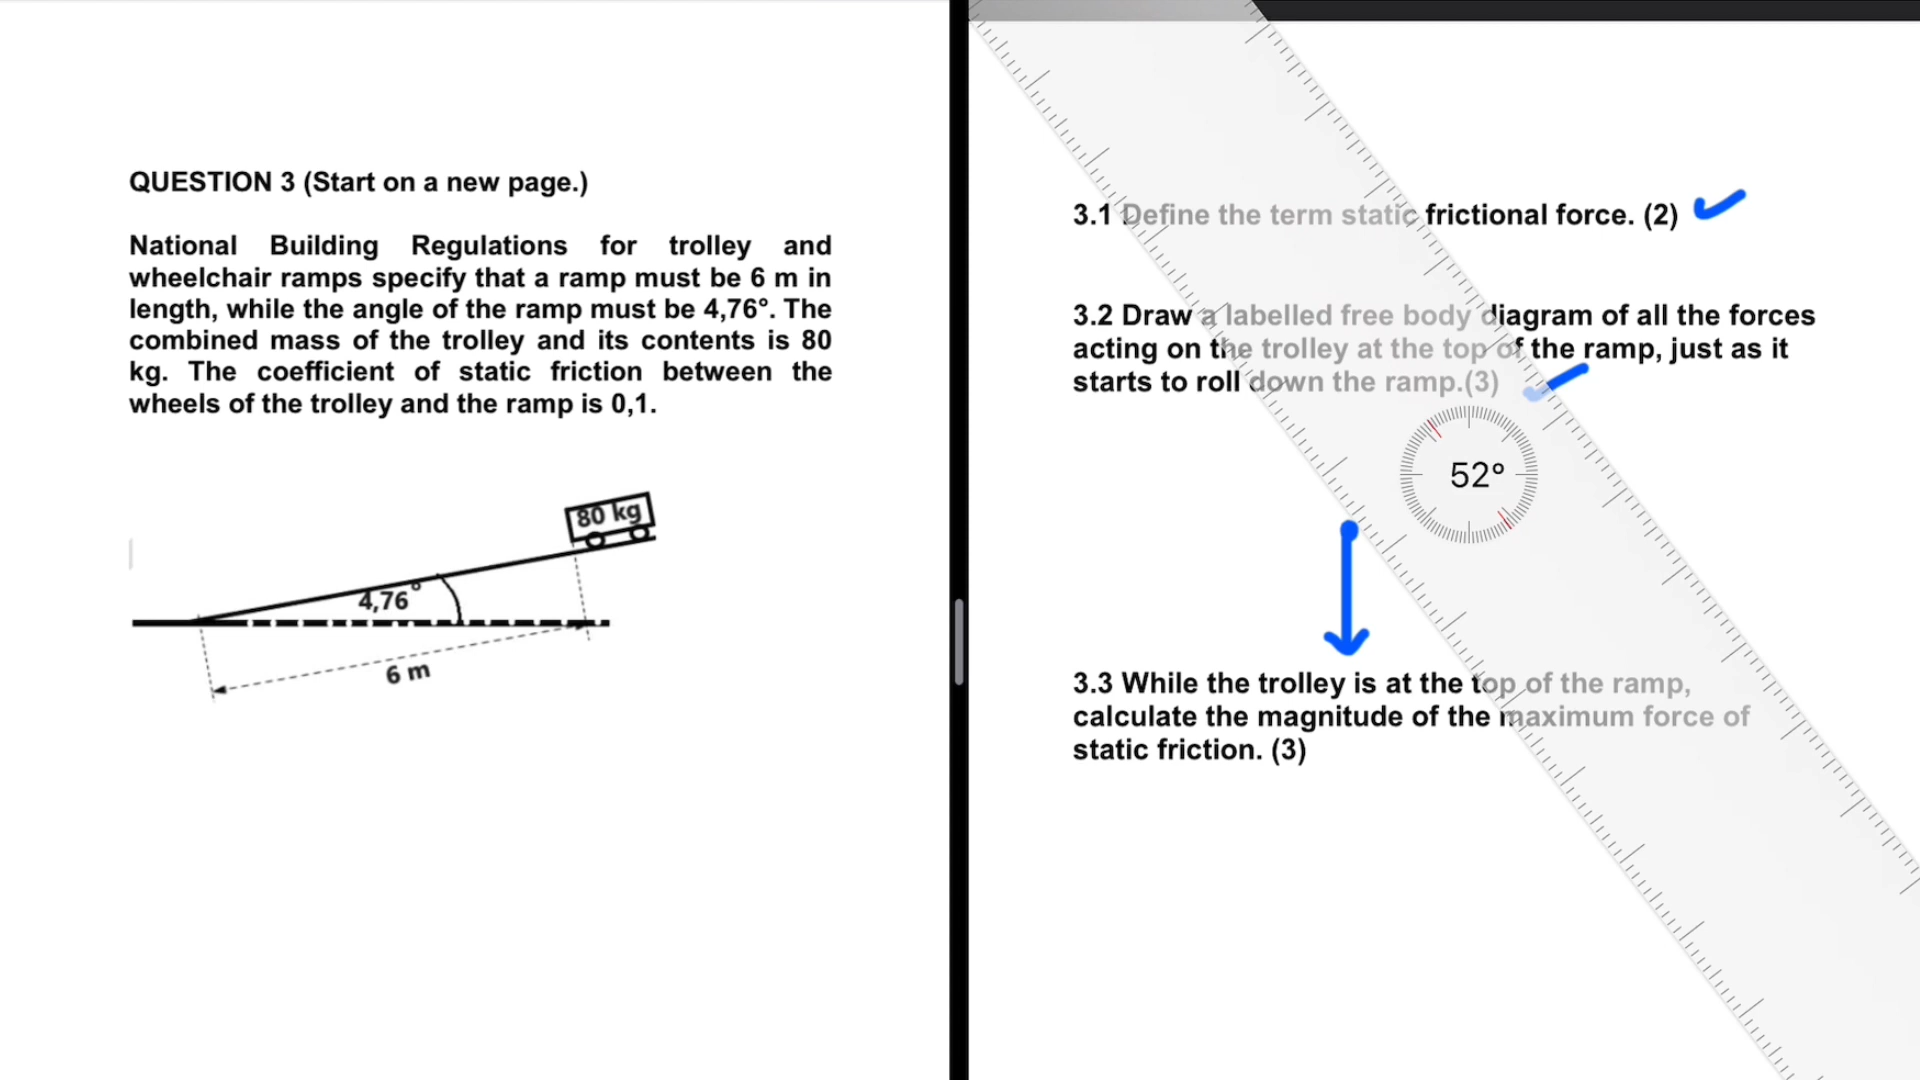 QUESTION 3 (Start on a new page.)
National Building Regulations for trolley and
wheelchair ramps specify that a ramp must be 6 m in
length, while the angle of the ramp must be 4,76°. The
combined mass of the trolley and its contents is 80
kg. The coefficient of static friction between the
wheels of the trolley and the ramp is 0,1.
80 kg
4,76°
6 m
3.1 Define the term static frictional force. (2)
3.2 Draw a labelled free body diagram of all the forces
acting on the trolley at the top of the ramp, just as it
starts to roll down the ramp.(3)
52°
3.3 While the trolley is at the top of the ramp,
calculate the magnitude of the maximum force of
static friction. (3)